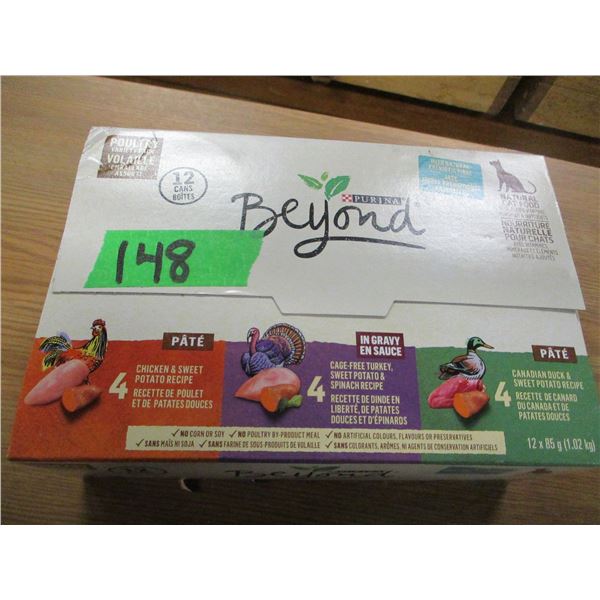 POULTRY
VARIETY PACK
VOLAILLE
EMBALLAGE
ASSORTI
12
CANS
BOÎTES
PURINA
Beyond
148
NATURAL
CAT FOOD
NOURRITURE
NATURELLE
POUR CHATS
PÂTÉ
4
CHICKEN & SWEET
POTATO RECIPE
RECETTE DE POULET
ET DE PATATES DOUCES
IN GRAVY
EN SAUCE
4
CAGE-FREE TURKEY,
SWEET POTATO &
SPINACH RECIPE
RECETTE DE DINDE EN
LIBERTÉ, DE PATATES
DOUCES ET D'ÉPINARDS
PÂTÉ
4
CANADIAN DUCK &
SWEET POTATO RECIPE
RECETTE DE CANARD
DU CANADA ET DE
PATATES DOUCES
✓ NO CORN OR SOY ✓ NO POULTRY BY-PRODUCT MEAL ✓ NO ARTIFICIAL COLOURS, FLAVOURS OR PRESERVATIVES
✓ SANS MAÏS NI SOJA ✓ SANS FARINE DE SOUS-PRODUITS DE VOLAILLE ✓ SANS COLORANTS, ARÔMES, NI AGENTS DE CONSERVATION ARTIFICIELS
12 x 85 g (1.02 kg)
Beyond